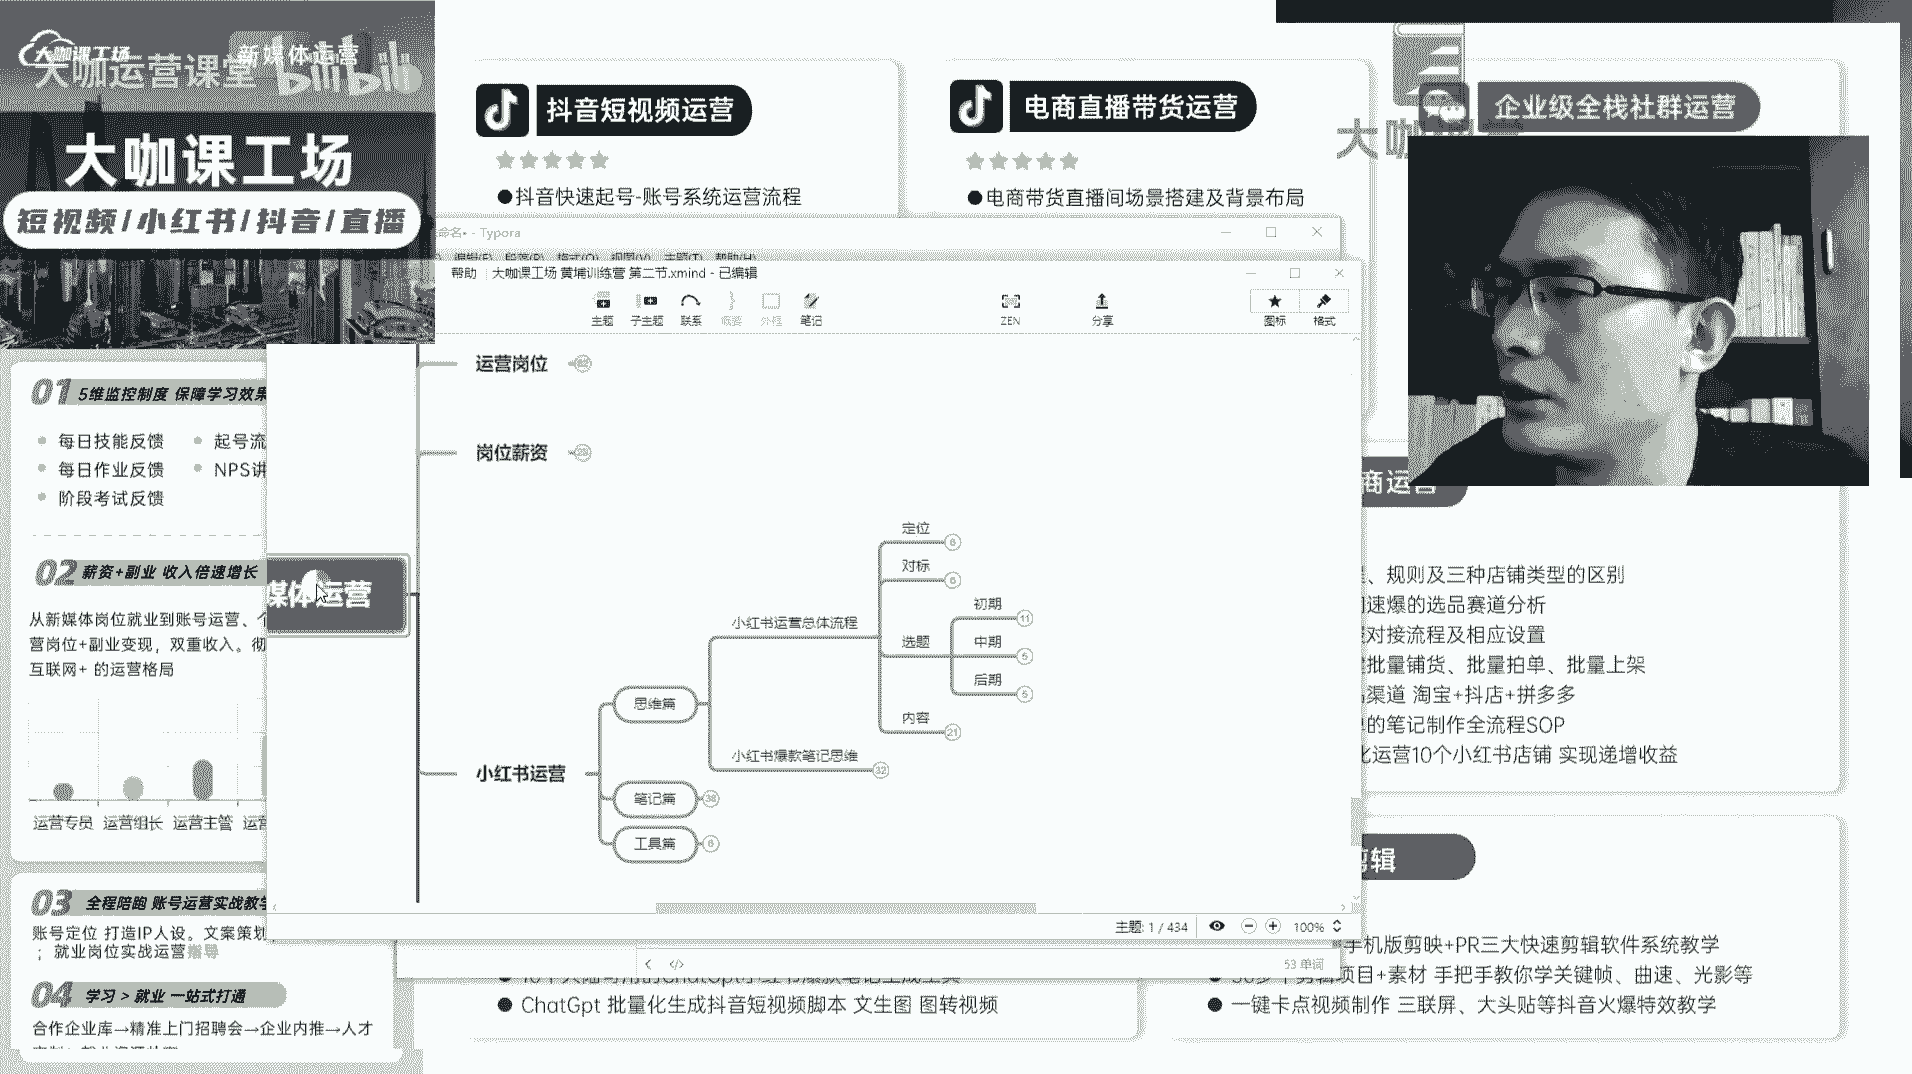 大咖课工场
大咖运营课堂
新媒体运营
bilibili
大咖课工场
短视频/小红书/抖音/直播
抖音短视频运营
●抖音快速起号-账号系统运营流程
电商直播带货运营
●电商带货直播间场景搭建及背景布局
企业级全栈社群运营
大咖
01 5维监控制度 保障学习效果
每日技能反馈
起号流
每日作业反馈
NPS讲
阶段考试反馈
02 薪资+副业 收入倍速增长
从新媒体岗位就业到账号运营、
营岗位+副业变现，双重收入。彻
互联网+ 的运营格局
运营专员 运营组长 运营主管 运营
03 全程陪跑 账号运营实战教学
账号定位 打造IP人设。文案策划
；就业岗位实战运营指导
04 学习 > 就业 一站式打通
合作企业库→精准上门招聘会→企业内推→人才
命名• - Typora
编辑(E) 段落(P) 格式(O) 视图(V) 主题(T) 帮助(H)
帮助 大咖课工场 黄埔训练营 第二节.xmind - 已编辑
主题 子主题 联系 概要 外框 笔记 ZEN 分享 图标 格式
运营岗位
岗位薪资 23
媒体运营
小红书运营
思维篇
笔记篇 38
工具篇 6
小红书运营总体流程
小红书爆款笔记思维 32
定位 6
对标 6
选题
初期 11
中期 5
后期 5
内容 21
主题: 1 / 434 100%
53 单词
商运营
、规则及三种店铺类型的区别
速爆的选品赛道分析
对接流程及相应设置
批量铺货、批量拍单、批量上架
渠道 淘宝+抖店+拼多多
的笔记制作全流程SOP
化运营10个小红书店铺 实现递增收益
剪辑
手机版剪映+PR三大快速剪辑软件系统教学
项目+素材 手把手教你学关键帧、曲速、光影等
● 一键卡点视频制作 三联屏、大头贴等抖音火爆特效教学
● ChatGpt 批量化生成抖音短视频脚本 文生图 图转视频